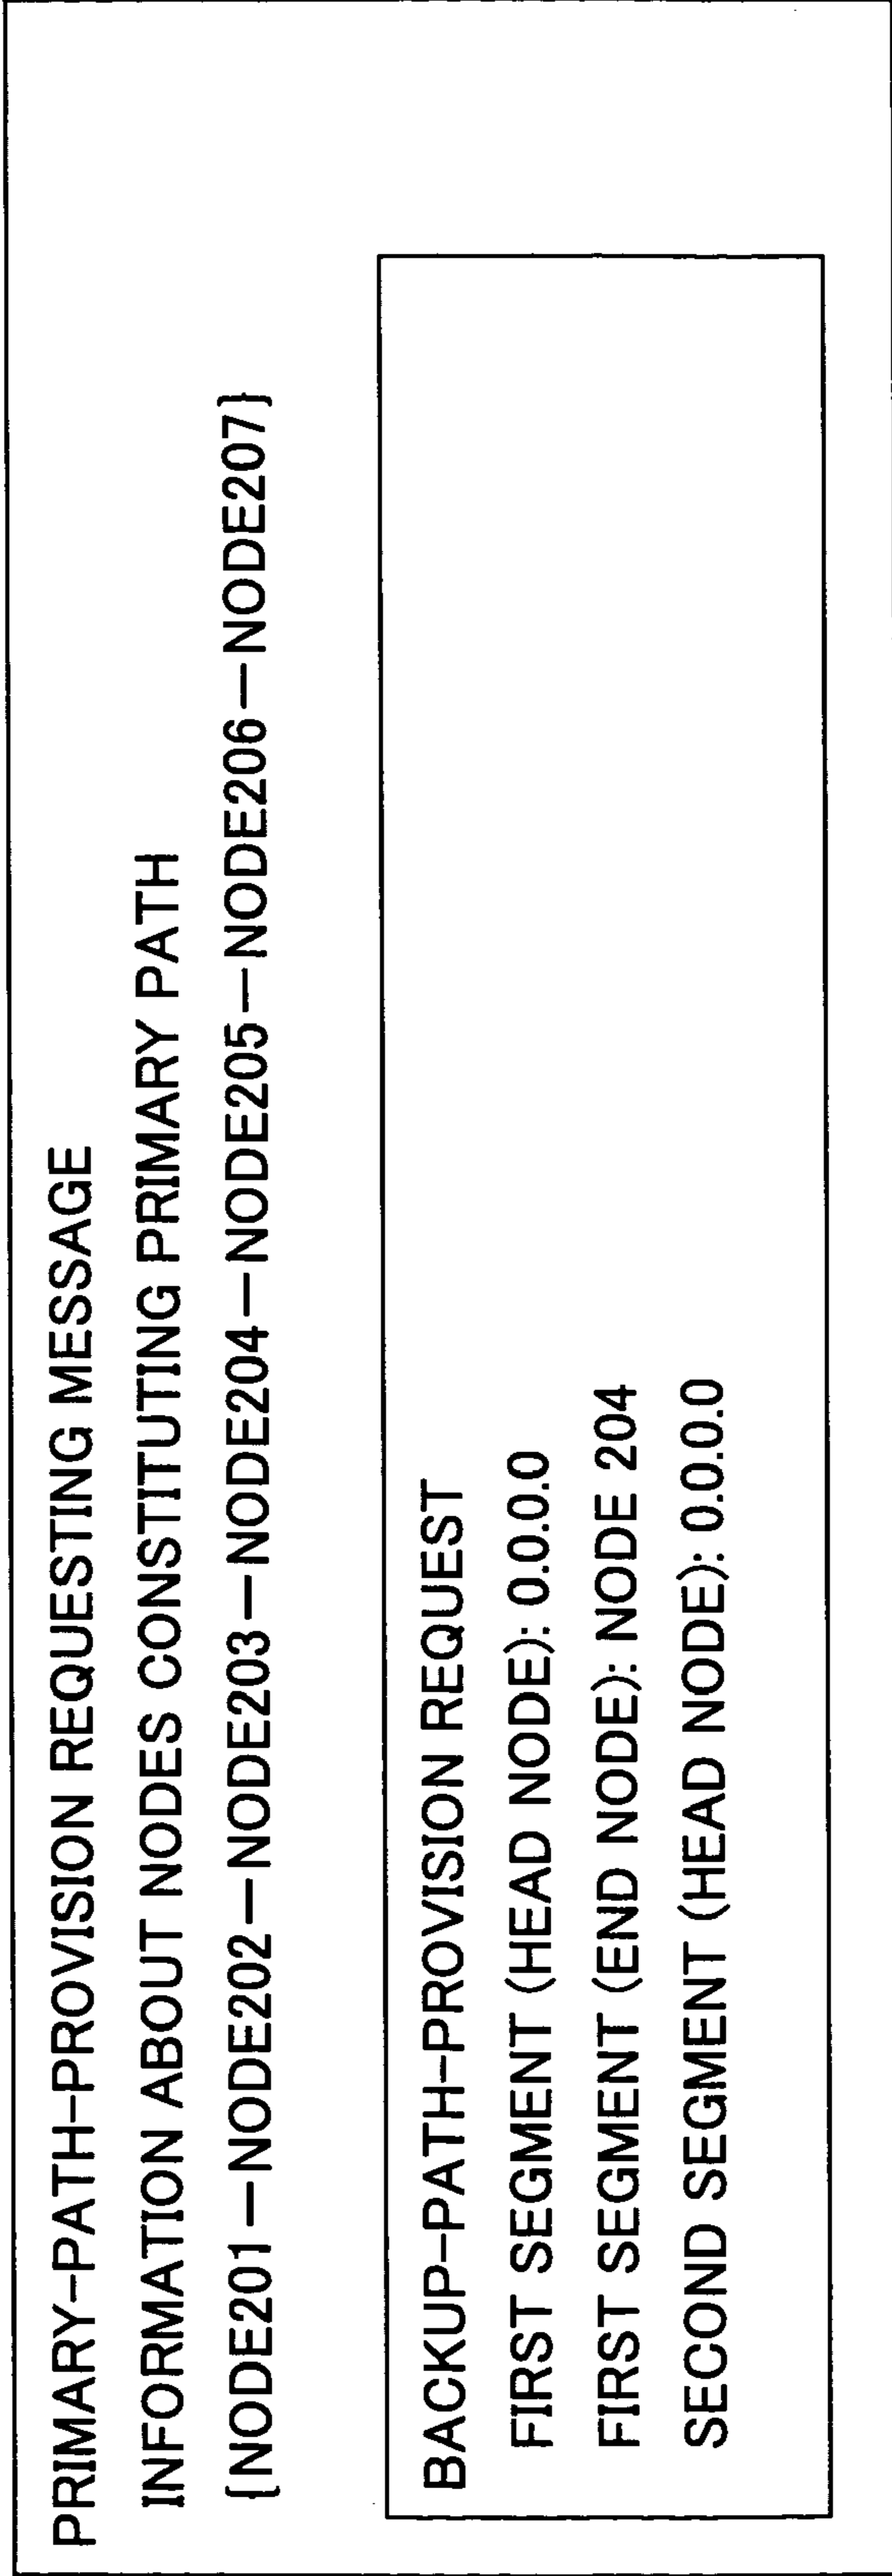 PRIMARY-PATH-PROVISION REQUESTING MESSAGE
INFORMATION ABOUT NODES CONSTITUTING PRIMARY PATH
{NODE201—NODE202—NODE203—NODE204—NODE205—NODE206—NODE207}
BACKUP-PATH-PROVISION REQUEST
FIRST SEGMENT (HEAD NODE): 0.0.0.0
FIRST SEGMENT (END NODE): NODE 204
SECOND SEGMENT (HEAD NODE): 0.0.0.0